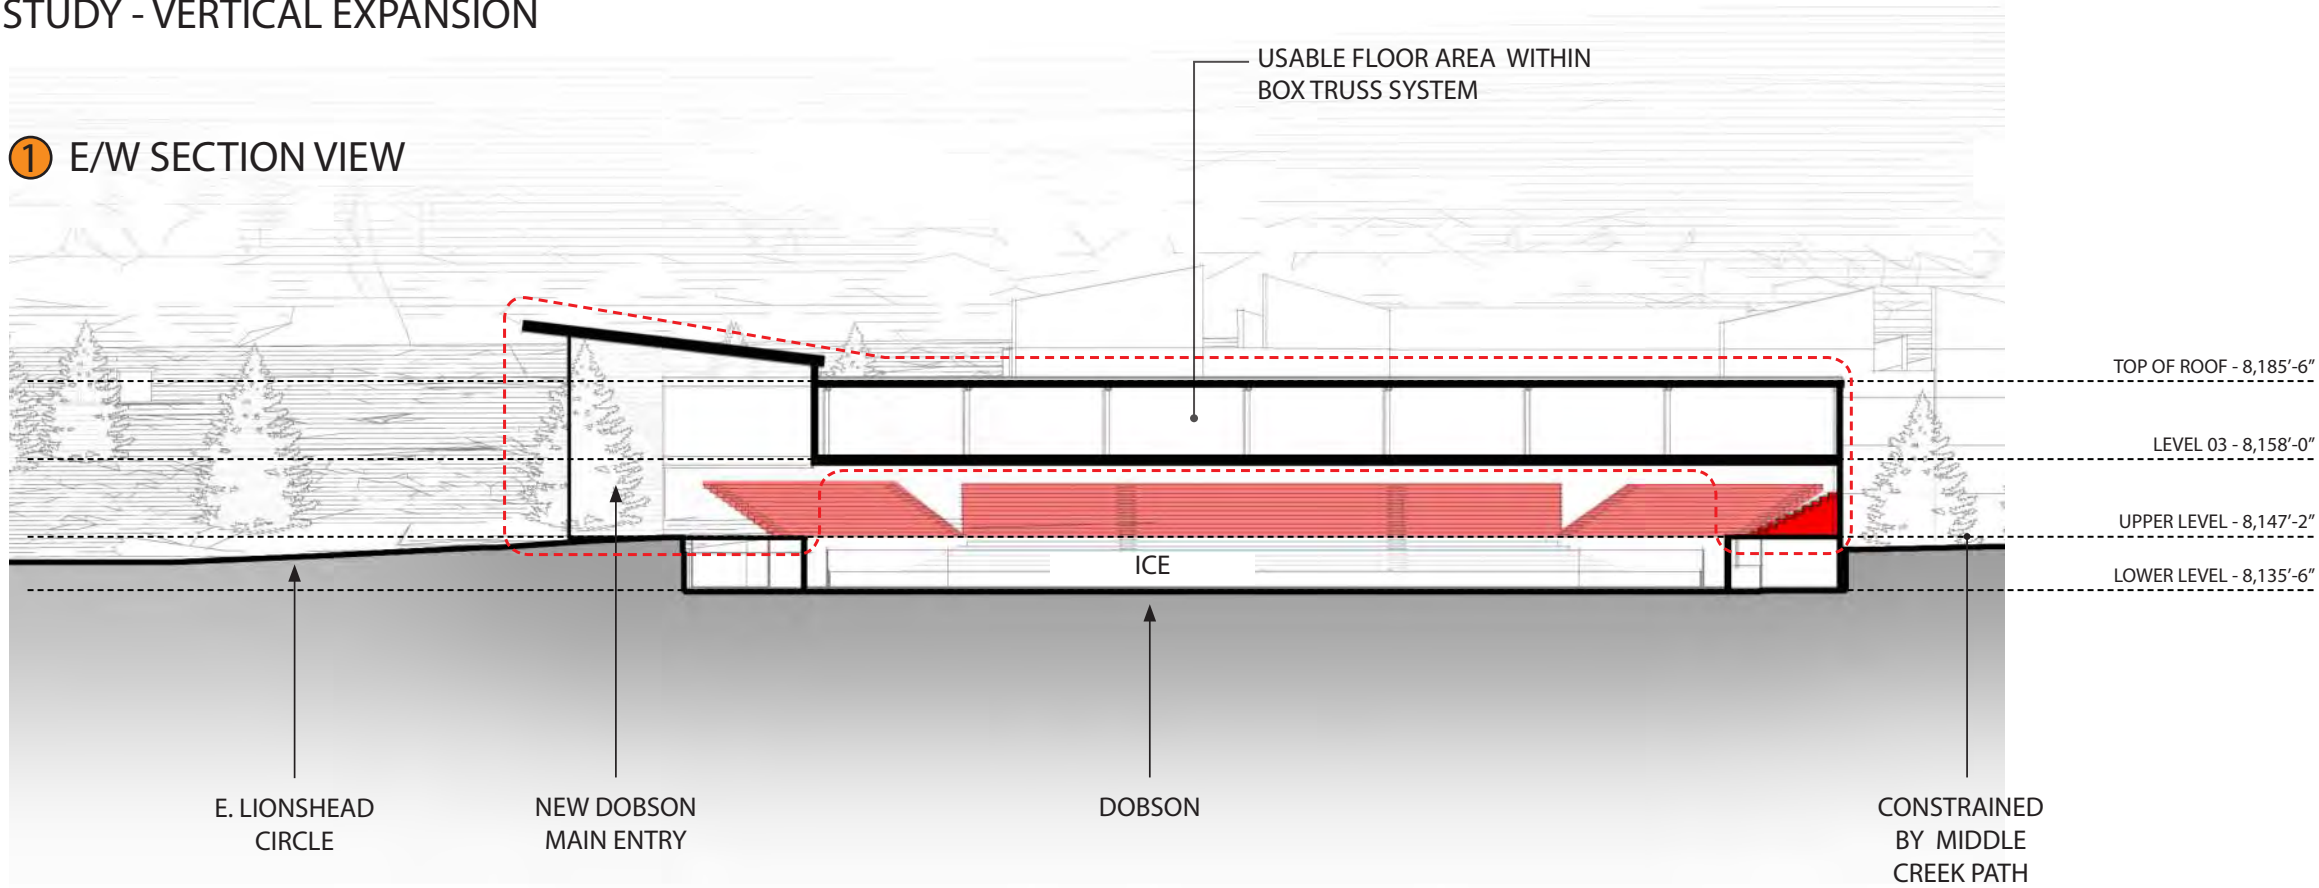 STUDY - VERTICAL EXPANSION
USABLE FLOOR AREA WITHIN
BOX TRUSS SYSTEM
1 E/W SECTION VIEW
TOP OF ROOF - 8,185'-6"
LEVEL 03 - 8,158'-0"
UPPER LEVEL - 8,147'-2"
ICE
LOWER LEVEL - 8,135'-6"
E. LIONSHEAD
CIRCLE
NEW DOBSON
MAIN ENTRY
DOBSON
CONSTRAINED
BY MIDDLE
CREEK PATH